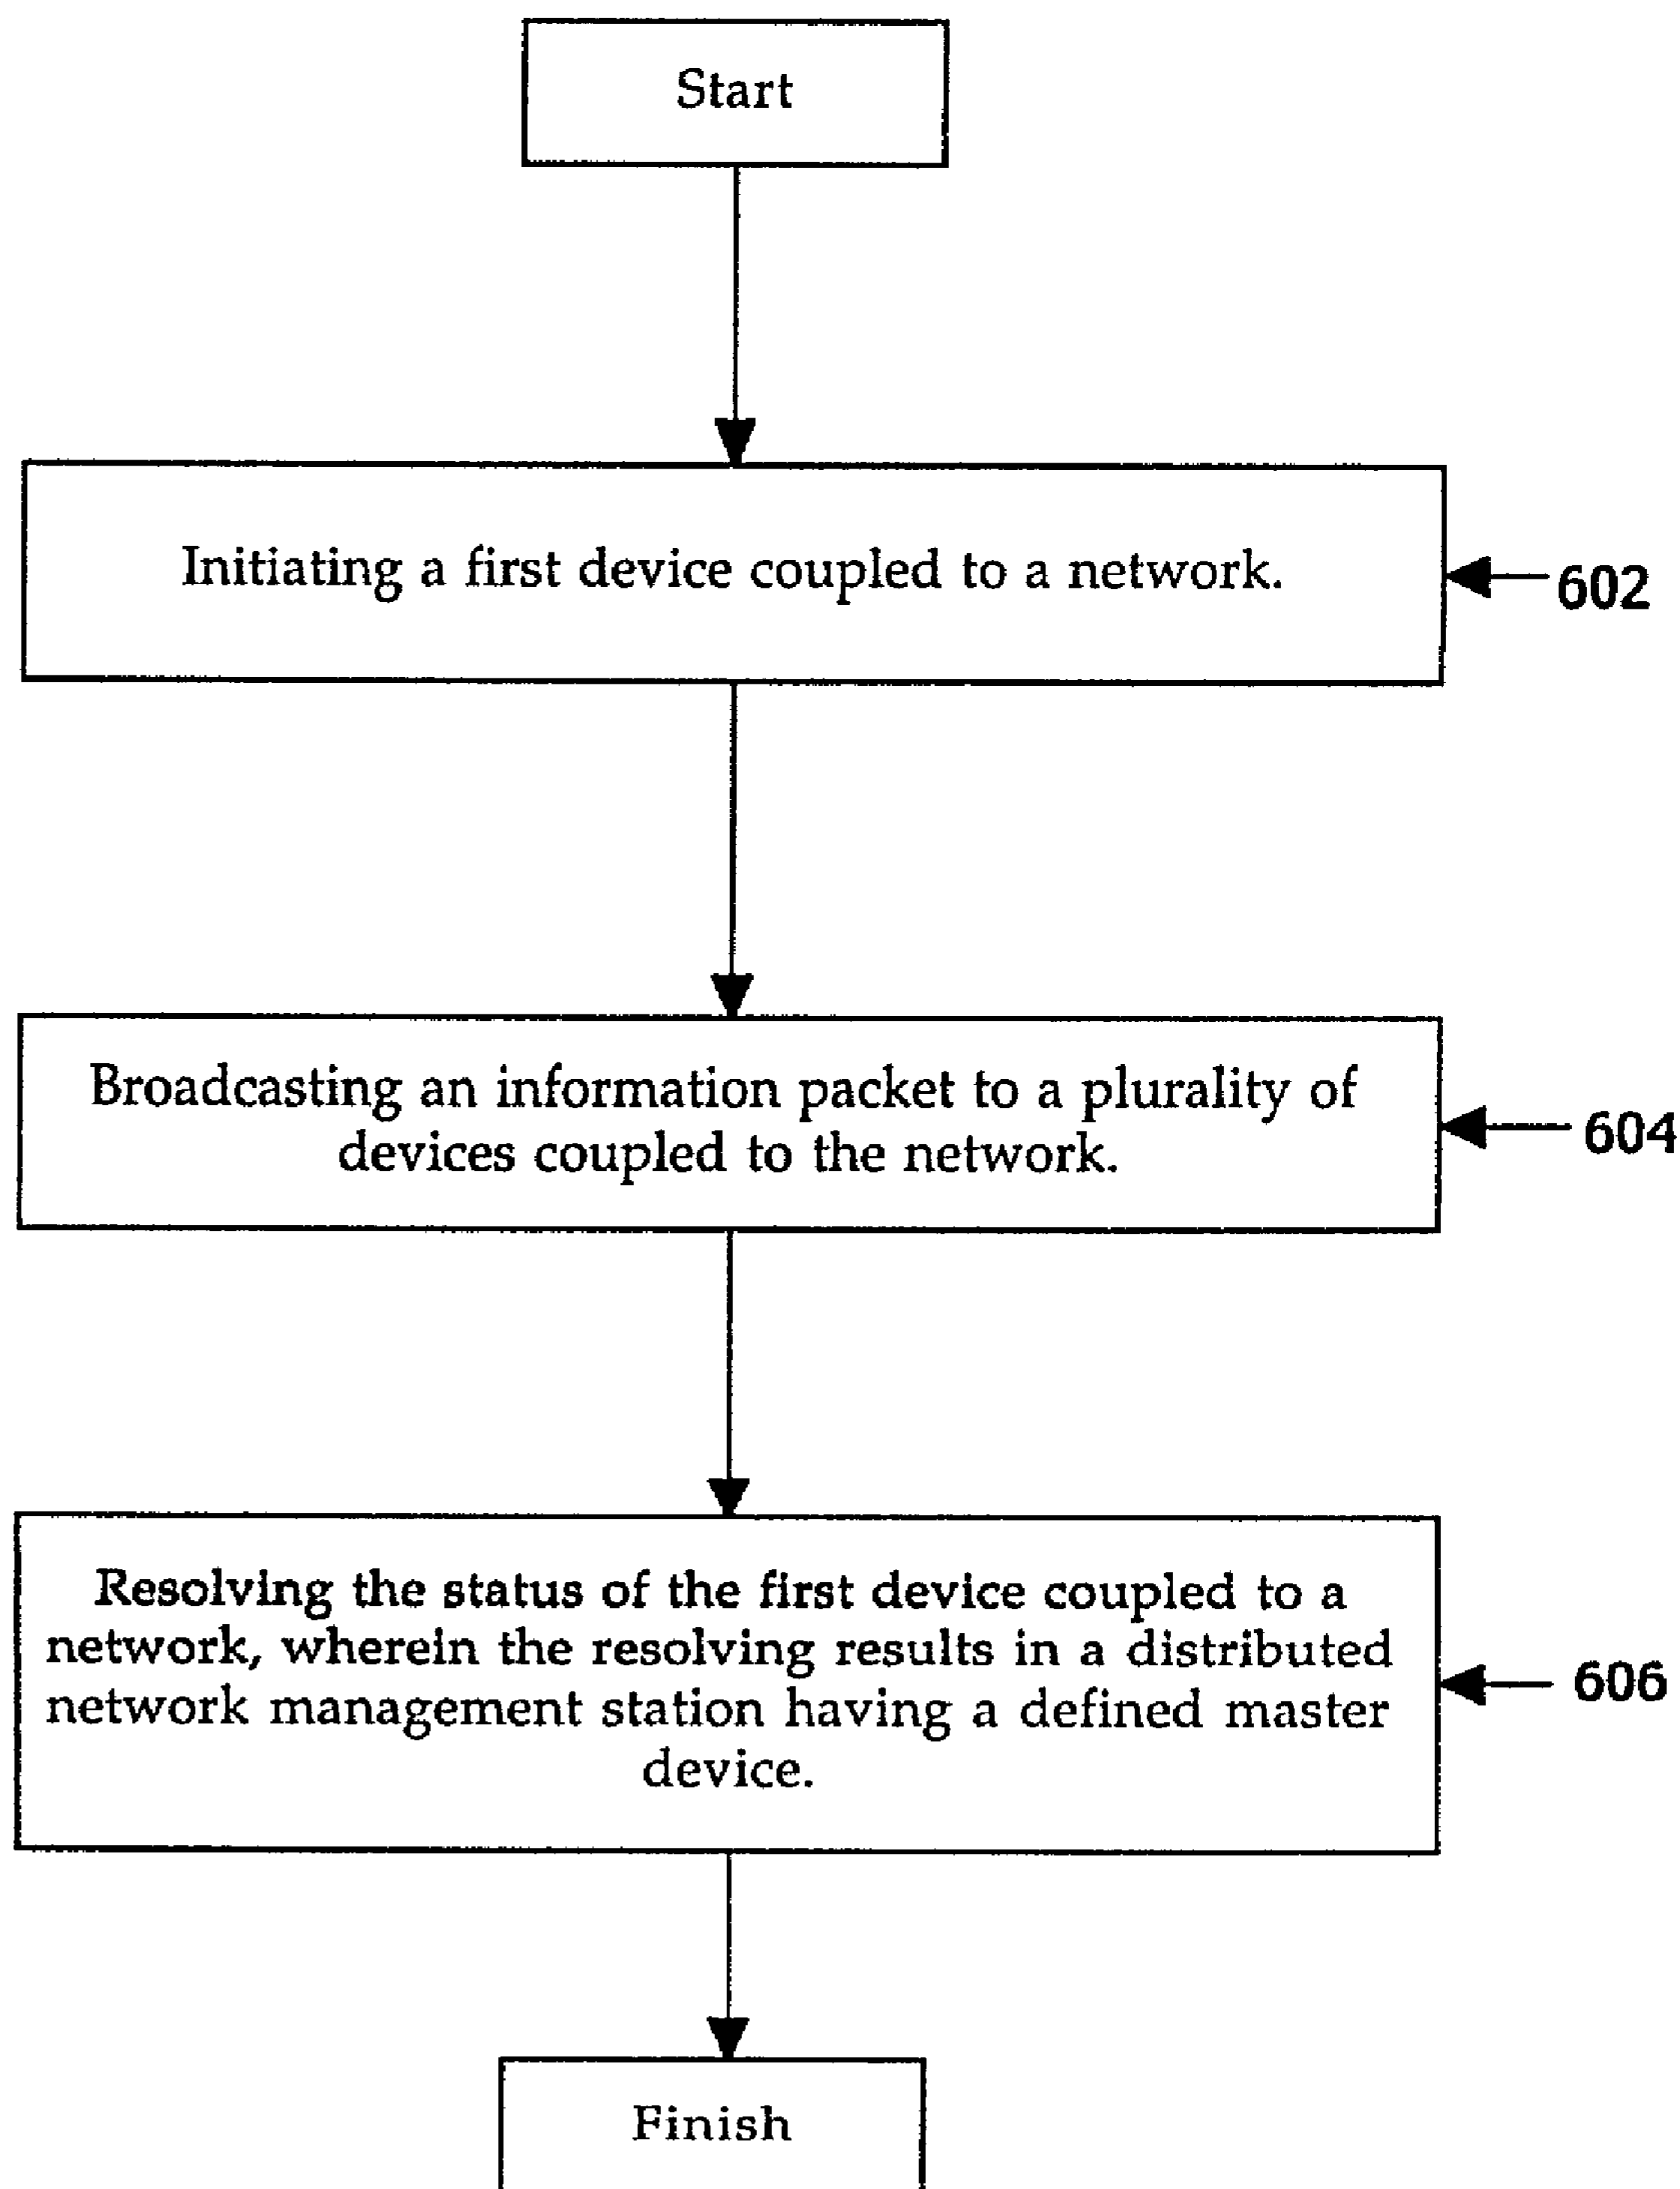 Start
Initiating a first device coupled to a network.
602
Broadcasting an information packet to a plurality of
devices coupled to the network.
604
Resolving the status of the first device coupled to a
network, wherein the resolving results in a distributed
network management station having a defined master
device.
606
Finish